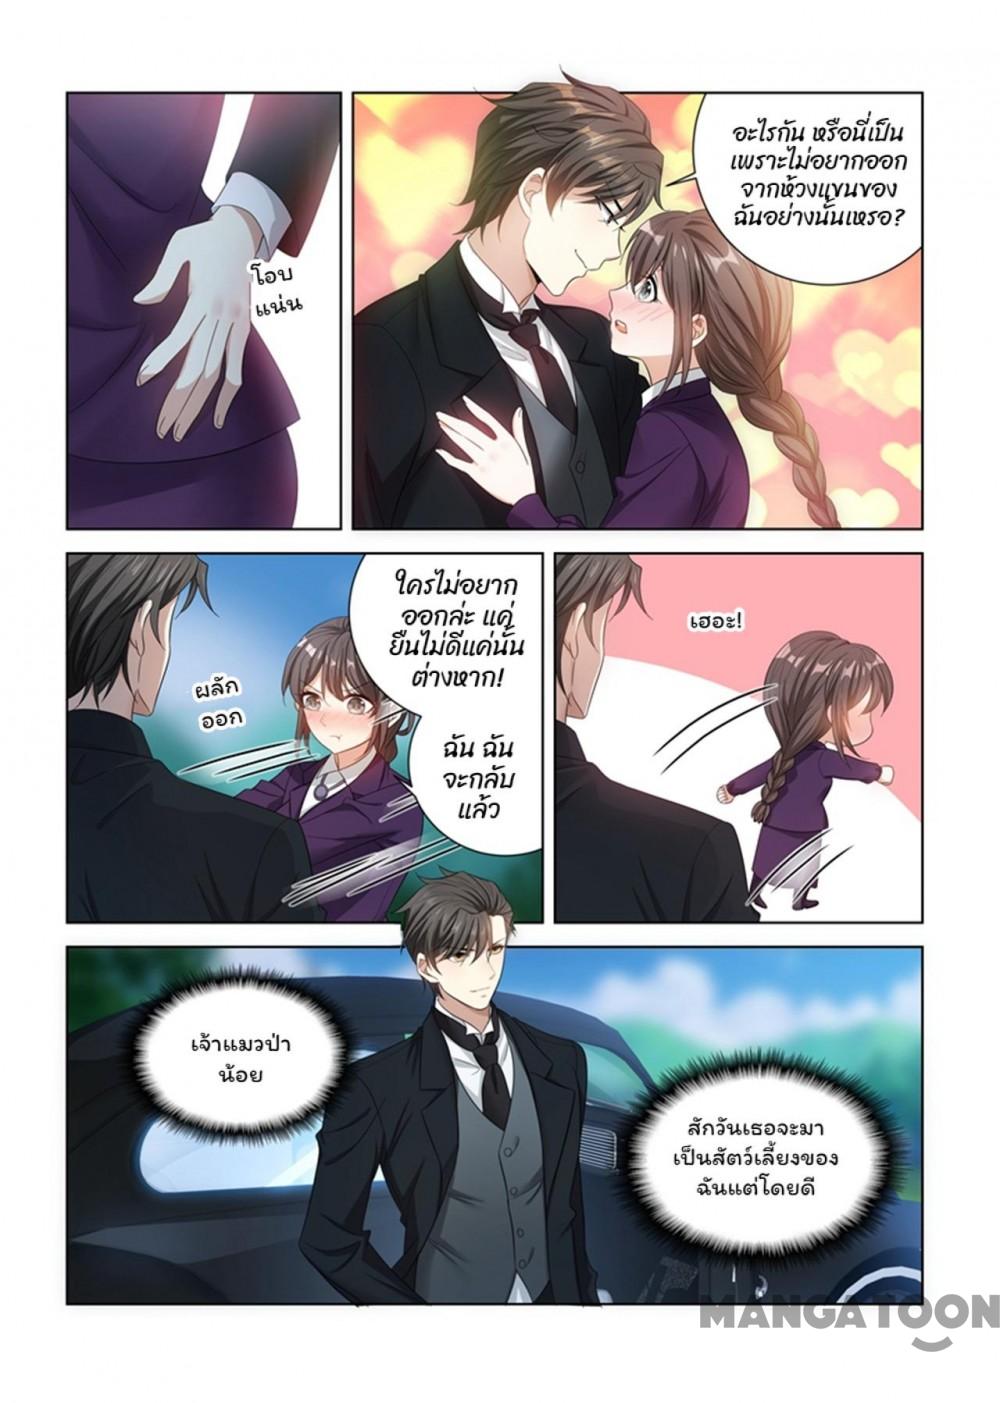 โอบ
แน่น
อะไรกัน หรือนี่เป็น
เพราะไม่อยากออก
จากห้วงแขนของ
ฉันอย่างนั้นเหรอ?
ใครไม่อยาก
ออกล่ะ แค่
ยืนไม่ดีแค่นั้น
ต่างหาก!
ผลัก
ออก
ฉัน ฉัน
จะกลับ
แล้ว
เฮอะ!
เจ้าแมวป่า
น้อย
สักวันเธอจะมา
เป็นสัตว์เลี้ยงของ
ฉันแต่โดยดี
MANGATOON